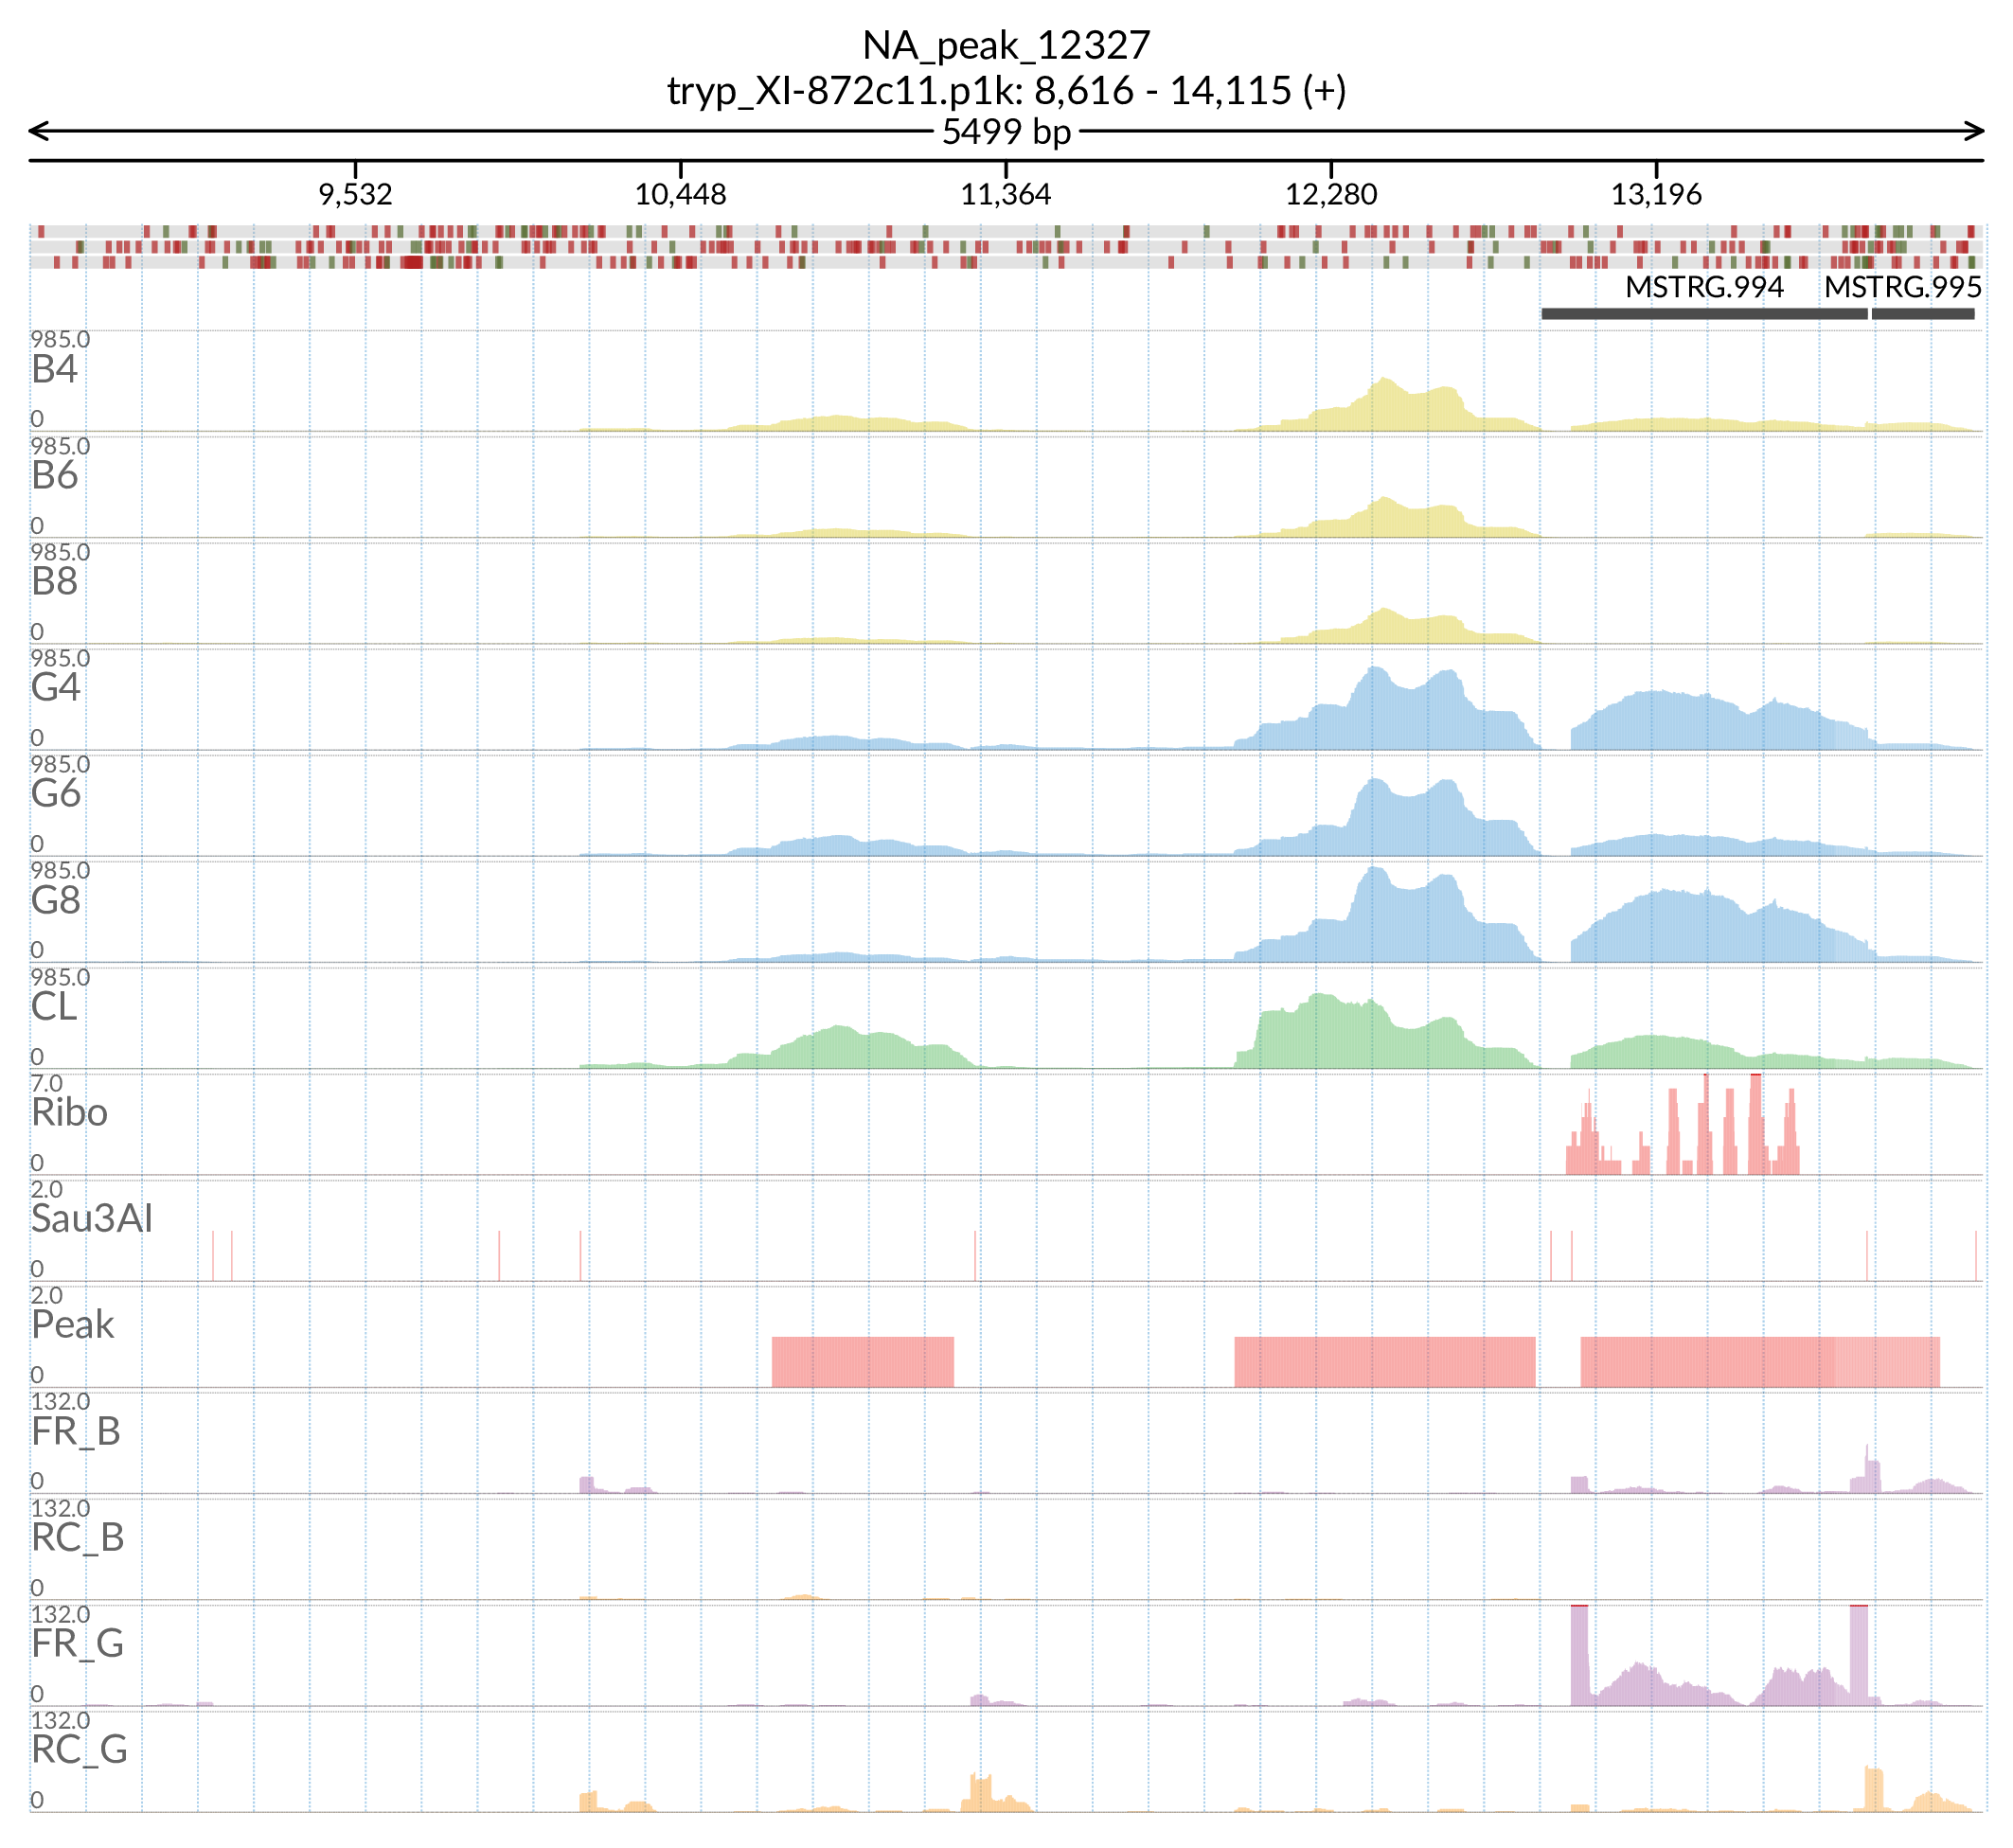 NA_peak_12327
tryp_XI-872c11.p1k: 8,616 - 14,115 (+)
5499 bp
9,532 10,448 11,364 12,280 13,196
MSTRG.994 MSTRG.995
985.0
B4
0
985.0
B6
0
985.0
B8
0
985.0
G4
0
985.0
G6
0
985.0
G8
0
985.0
CL
0
7.0
Ribo
0
2.0
Sau3AI
0
2.0
Peak
0
132.0
FR_B
0
132.0
RC_B
0
132.0
FR_G
0
132.0
RC_G
0